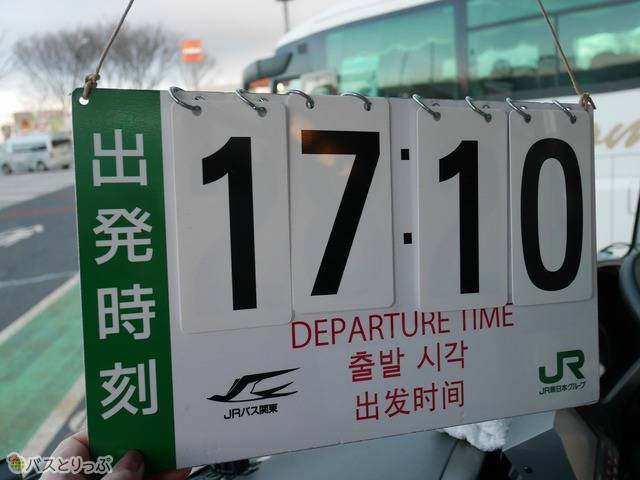 出発時刻
17:10
DEPARTURE TIME
출발 시각
出发时间
JRバス関東
JR
JR東日本グループ
バスとりっぷ